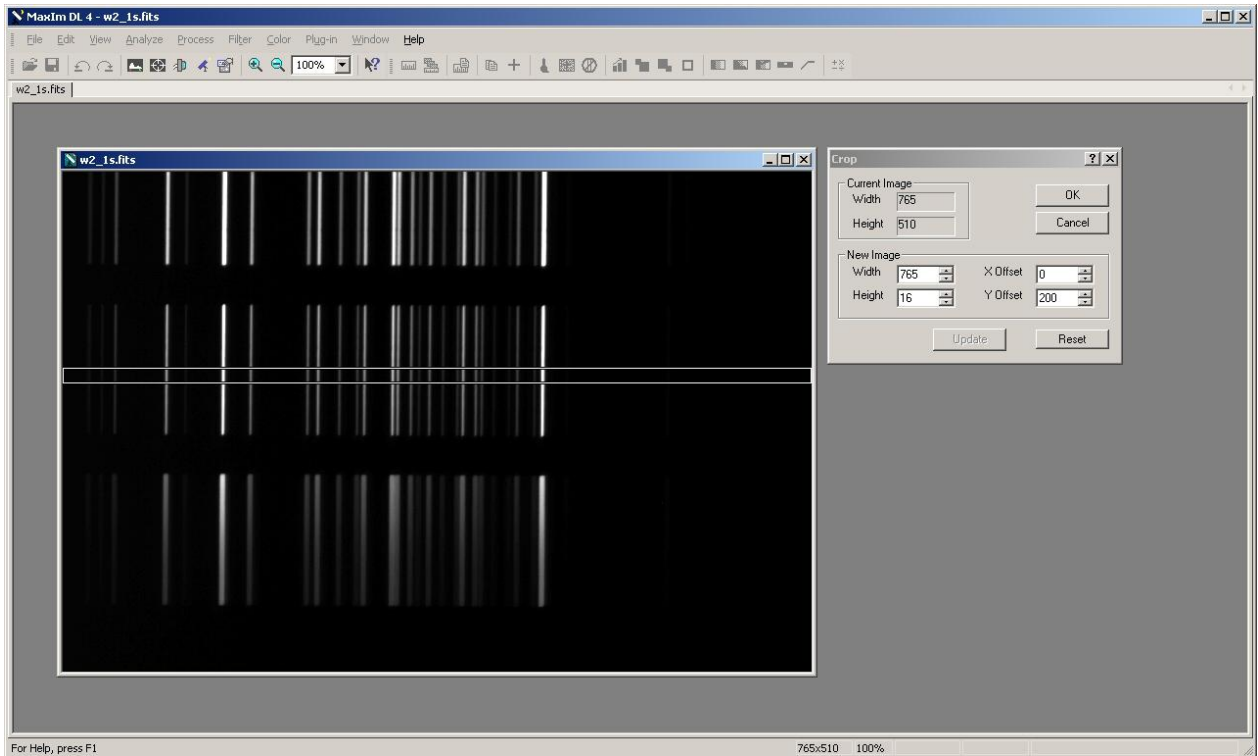 MaxIm DL 4 - w2_1s.fits
File Edit View Analyze Process Filter Color Plug-in Window Help
100%
w2_1s.fits
w2_1s.fits
Crop
Current Image
Width 765
Height 510
OK
Cancel
New Image
Width 765 X Offset 0
Height 16 Y Offset 200
Update Reset
For Help, press F1 765x510 100%